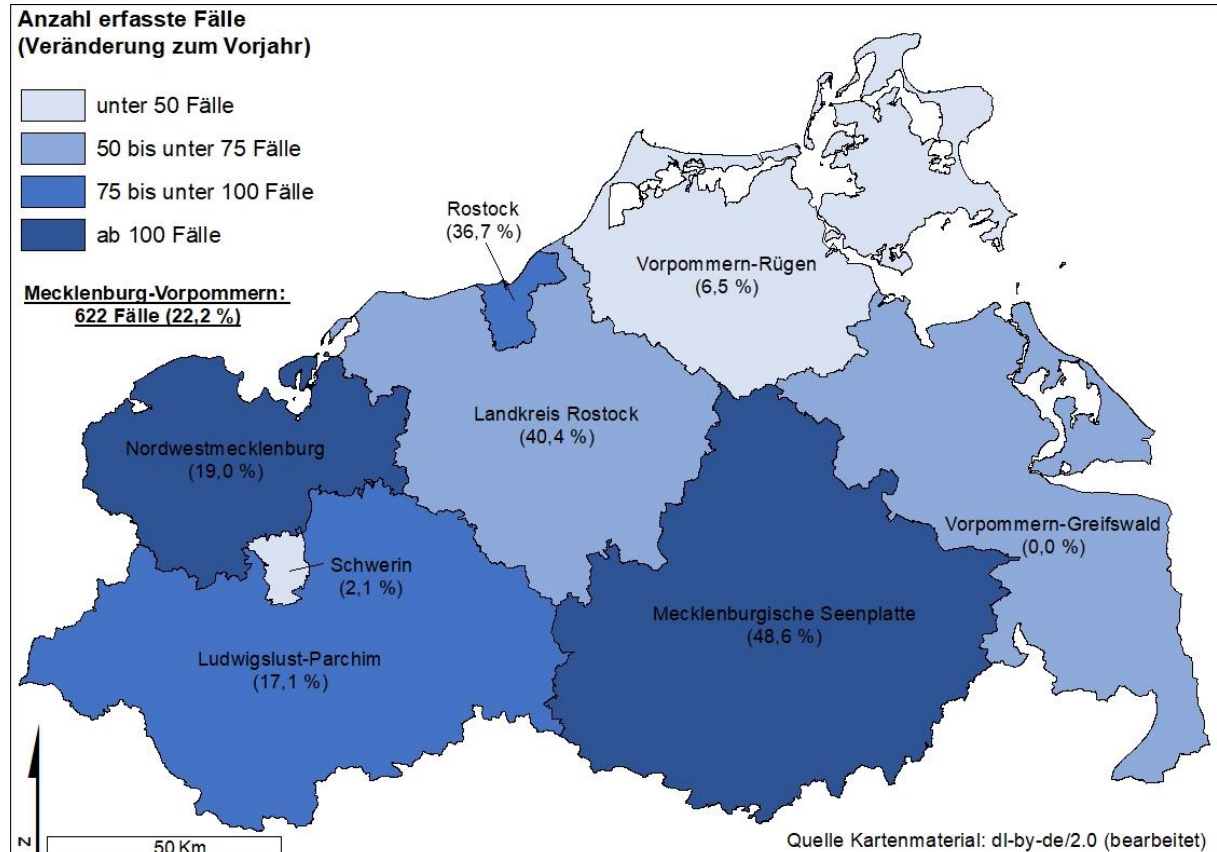 Anzahl erfasste Fälle
(Veränderung zum Vorjahr)
unter 50 Fälle
50 bis unter 75 Fälle
75 bis unter 100 Fälle
ab 100 Fälle
Mecklenburg-Vorpommern:
622 Fälle (22,2 %)
Rostock
(36,7 %)
Vorpommern-Rügen
(6,5 %)
Landkreis Rostock
(40,4 %)
Nordwestmecklenburg
(19,0 %)
Vorpommern-Greifswald
(0,0 %)
Schwerin
(2,1 %)
Mecklenburgische Seenplatte
(48,6 %)
Ludwigslust-Parchim
(17,1 %)
N
50 Km
Quelle Kartenmaterial: dl-by-de/2.0 (bearbeitet)